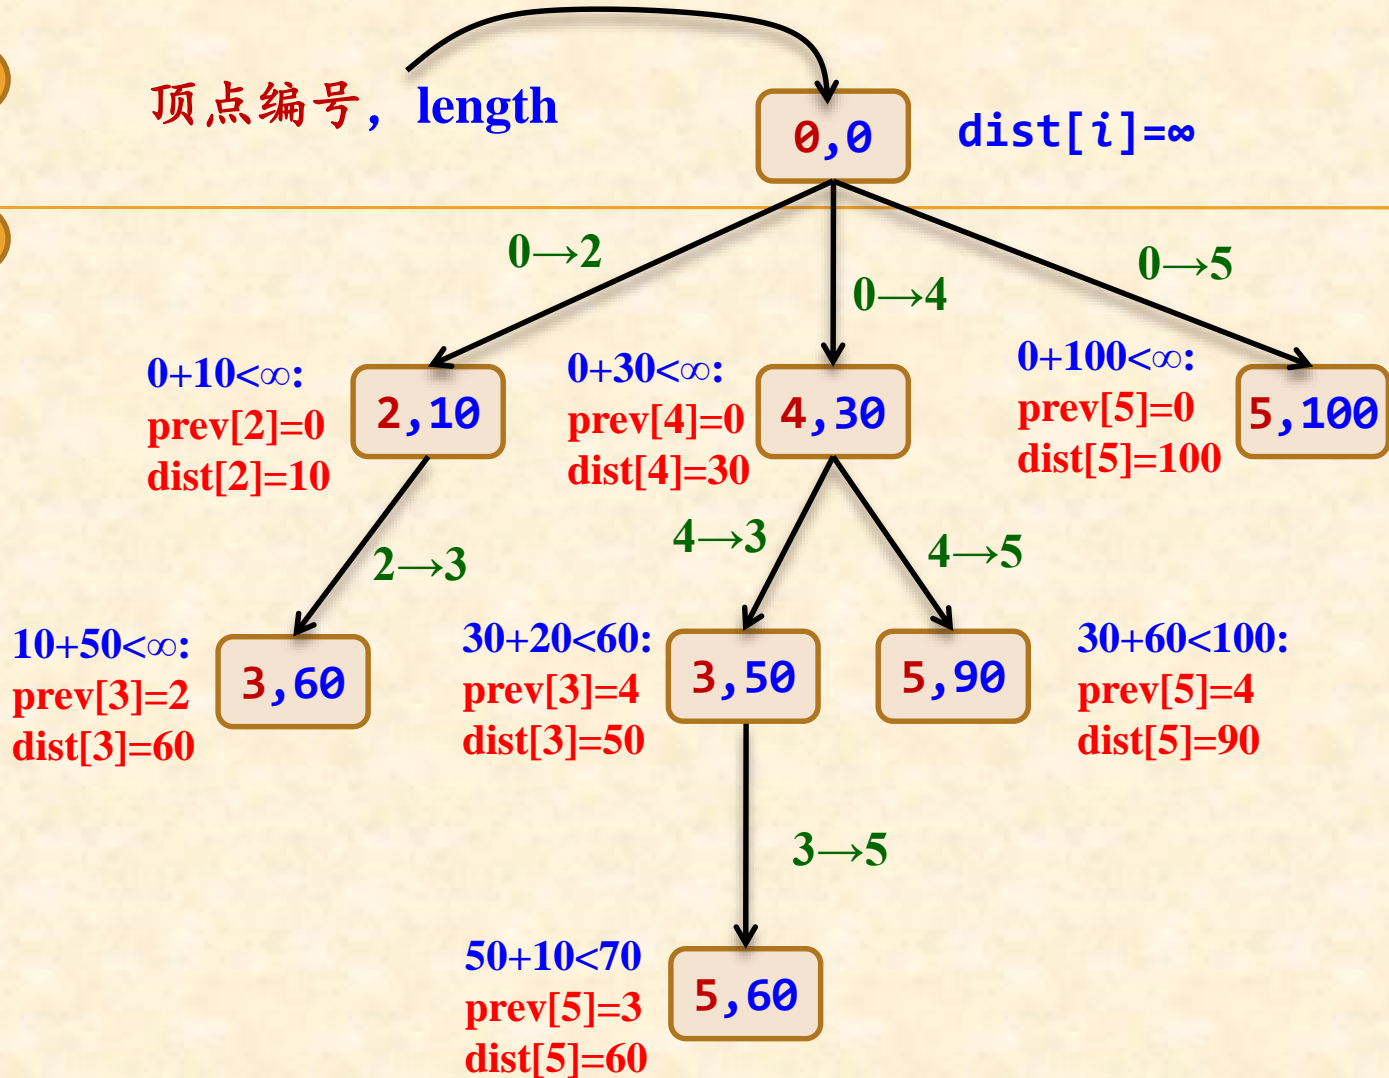 顶点编号, length
0,0
dist[i]=∞
0→2
0→4
0→5
0+10<∞:
prev[2]=0
dist[2]=10
2,10
0+30<∞:
prev[4]=0
dist[4]=30
4,30
0+100<∞:
prev[5]=0
dist[5]=100
5,100
2→3
4→3
4→5
10+50<∞:
prev[3]=2
dist[3]=60
3,60
30+20<60:
prev[3]=4
dist[3]=50
3,50
5,90
30+60<100:
prev[5]=4
dist[5]=90
3→5
50+10<70
prev[5]=3
dist[5]=60
5,60